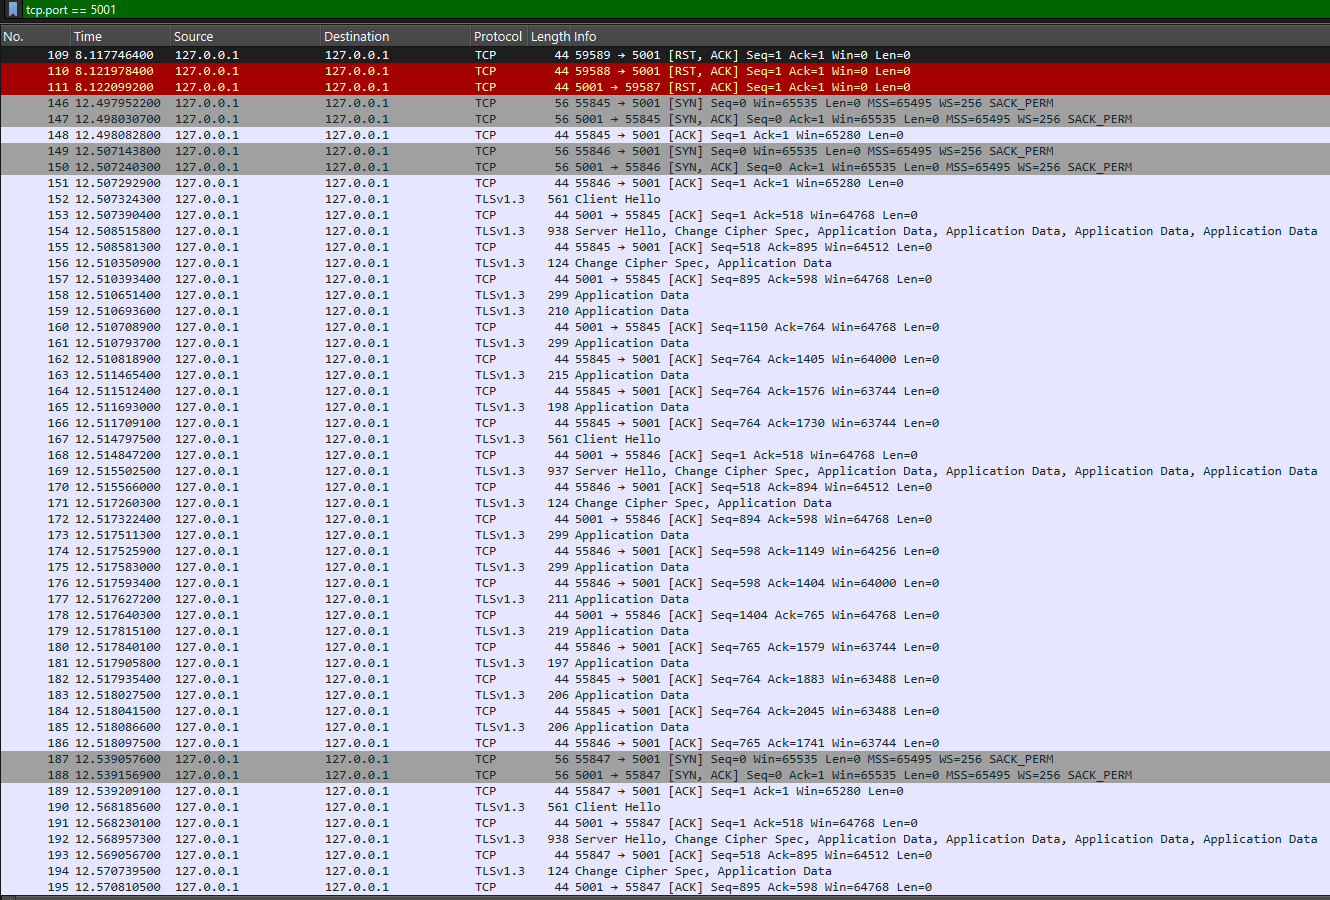 tcp.port == 5001
No. Time Source Destination Protocol Length Info
109 8.117746400 127.0.0.1 127.0.0.1 TCP 44 59589 → 5001 [RST, ACK] Seq=1 Ack=1 Win=0 Len=0
110 8.121978400 127.0.0.1 127.0.0.1 TCP 44 59588 → 5001 [RST, ACK] Seq=1 Ack=1 Win=0 Len=0
111 8.122099200 127.0.0.1 127.0.0.1 TCP 44 5001 → 59587 [RST, ACK] Seq=1 Ack=1 Win=0 Len=0
146 12.497952200 127.0.0.1 127.0.0.1 TCP 56 55845 → 5001 [SYN] Seq=0 Win=65535 Len=0 MSS=65495 WS=256 SACK_PERM
147 12.498030700 127.0.0.1 127.0.0.1 TCP 56 5001 → 55845 [SYN, ACK] Seq=0 Ack=1 Win=65535 Len=0 MSS=65495 WS=256 SACK_PERM
148 12.498082800 127.0.0.1 127.0.0.1 TCP 44 55845 → 5001 [ACK] Seq=1 Ack=1 Win=65280 Len=0
149 12.507143800 127.0.0.1 127.0.0.1 TCP 56 55846 → 5001 [SYN] Seq=0 Win=65535 Len=0 MSS=65495 WS=256 SACK_PERM
150 12.507240300 127.0.0.1 127.0.0.1 TCP 56 5001 → 55846 [SYN, ACK] Seq=0 Ack=1 Win=65535 Len=0 MSS=65495 WS=256 SACK_PERM
151 12.507292900 127.0.0.1 127.0.0.1 TCP 44 55846 → 5001 [ACK] Seq=1 Ack=1 Win=65280 Len=0
152 12.507324300 127.0.0.1 127.0.0.1 TLSv1.3 561 Client Hello
153 12.507390400 127.0.0.1 127.0.0.1 TCP 44 5001 → 55845 [ACK] Seq=1 Ack=518 Win=64768 Len=0
154 12.508515800 127.0.0.1 127.0.0.1 TLSv1.3 938 Server Hello, Change Cipher Spec, Application Data, Application Data, Application Data, Application Data
155 12.508581300 127.0.0.1 127.0.0.1 TCP 44 55845 → 5001 [ACK] Seq=518 Ack=895 Win=64512 Len=0
156 12.510350900 127.0.0.1 127.0.0.1 TLSv1.3 124 Change Cipher Spec, Application Data
157 12.510393400 127.0.0.1 127.0.0.1 TCP 44 5001 → 55845 [ACK] Seq=895 Ack=598 Win=64768 Len=0
158 12.510651400 127.0.0.1 127.0.0.1 TLSv1.3 299 Application Data
159 12.510693600 127.0.0.1 127.0.0.1 TLSv1.3 210 Application Data
160 12.510708900 127.0.0.1 127.0.0.1 TCP 44 5001 → 55845 [ACK] Seq=1150 Ack=764 Win=64768 Len=0
161 12.510793700 127.0.0.1 127.0.0.1 TLSv1.3 299 Application Data
162 12.510818900 127.0.0.1 127.0.0.1 TCP 44 55845 → 5001 [ACK] Seq=764 Ack=1405 Win=64000 Len=0
163 12.511465400 127.0.0.1 127.0.0.1 TLSv1.3 215 Application Data
164 12.511512400 127.0.0.1 127.0.0.1 TCP 44 55845 → 5001 [ACK] Seq=764 Ack=1576 Win=63744 Len=0
165 12.511693000 127.0.0.1 127.0.0.1 TLSv1.3 198 Application Data
166 12.511709100 127.0.0.1 127.0.0.1 TCP 44 55845 → 5001 [ACK] Seq=764 Ack=1730 Win=63744 Len=0
167 12.514797500 127.0.0.1 127.0.0.1 TLSv1.3 561 Client Hello
168 12.514847200 127.0.0.1 127.0.0.1 TCP 44 5001 → 55846 [ACK] Seq=1 Ack=518 Win=64768 Len=0
169 12.515502500 127.0.0.1 127.0.0.1 TLSv1.3 937 Server Hello, Change Cipher Spec, Application Data, Application Data, Application Data, Application Data
170 12.515566000 127.0.0.1 127.0.0.1 TCP 44 55846 → 5001 [ACK] Seq=518 Ack=894 Win=64512 Len=0
171 12.517260300 127.0.0.1 127.0.0.1 TLSv1.3 124 Change Cipher Spec, Application Data
172 12.517322400 127.0.0.1 127.0.0.1 TCP 44 5001 → 55846 [ACK] Seq=894 Ack=598 Win=64768 Len=0
173 12.517511300 127.0.0.1 127.0.0.1 TLSv1.3 299 Application Data
174 12.517525900 127.0.0.1 127.0.0.1 TCP 44 55846 → 5001 [ACK] Seq=598 Ack=1149 Win=64256 Len=0
175 12.517583000 127.0.0.1 127.0.0.1 TLSv1.3 299 Application Data
176 12.517593400 127.0.0.1 127.0.0.1 TCP 44 55846 → 5001 [ACK] Seq=598 Ack=1404 Win=64000 Len=0
177 12.517627200 127.0.0.1 127.0.0.1 TLSv1.3 211 Application Data
178 12.517640300 127.0.0.1 127.0.0.1 TCP 44 5001 → 55846 [ACK] Seq=1404 Ack=765 Win=64768 Len=0
179 12.517815100 127.0.0.1 127.0.0.1 TLSv1.3 219 Application Data
180 12.517840100 127.0.0.1 127.0.0.1 TCP 44 55846 → 5001 [ACK] Seq=765 Ack=1579 Win=63744 Len=0
181 12.517905800 127.0.0.1 127.0.0.1 TLSv1.3 197 Application Data
182 12.517935400 127.0.0.1 127.0.0.1 TCP 44 55845 → 5001 [ACK] Seq=764 Ack=1883 Win=63488 Len=0
183 12.518027500 127.0.0.1 127.0.0.1 TLSv1.3 206 Application Data
184 12.518041500 127.0.0.1 127.0.0.1 TCP 44 55845 → 5001 [ACK] Seq=764 Ack=2045 Win=63488 Len=0
185 12.518086600 127.0.0.1 127.0.0.1 TLSv1.3 206 Application Data
186 12.518097500 127.0.0.1 127.0.0.1 TCP 44 55846 → 5001 [ACK] Seq=765 Ack=1741 Win=63744 Len=0
187 12.539057600 127.0.0.1 127.0.0.1 TCP 56 55847 → 5001 [SYN] Seq=0 Win=65535 Len=0 MSS=65495 WS=256 SACK_PERM
188 12.539156900 127.0.0.1 127.0.0.1 TCP 56 5001 → 55847 [SYN, ACK] Seq=0 Ack=1 Win=65535 Len=0 MSS=65495 WS=256 SACK_PERM
189 12.539209100 127.0.0.1 127.0.0.1 TCP 44 55847 → 5001 [ACK] Seq=1 Ack=1 Win=65280 Len=0
190 12.568185600 127.0.0.1 127.0.0.1 TLSv1.3 561 Client Hello
191 12.568230100 127.0.0.1 127.0.0.1 TCP 44 5001 → 55847 [ACK] Seq=1 Ack=518 Win=64768 Len=0
192 12.568957300 127.0.0.1 127.0.0.1 TLSv1.3 938 Server Hello, Change Cipher Spec, Application Data, Application Data, Application Data, Application Data
193 12.569056700 127.0.0.1 127.0.0.1 TCP 44 55847 → 5001 [ACK] Seq=518 Ack=895 Win=64512 Len=0
194 12.570739500 127.0.0.1 127.0.0.1 TLSv1.3 124 Change Cipher Spec, Application Data
195 12.570810500 127.0.0.1 127.0.0.1 TCP 44 5001 → 55847 [ACK] Seq=895 Ack=598 Win=64768 Len=0